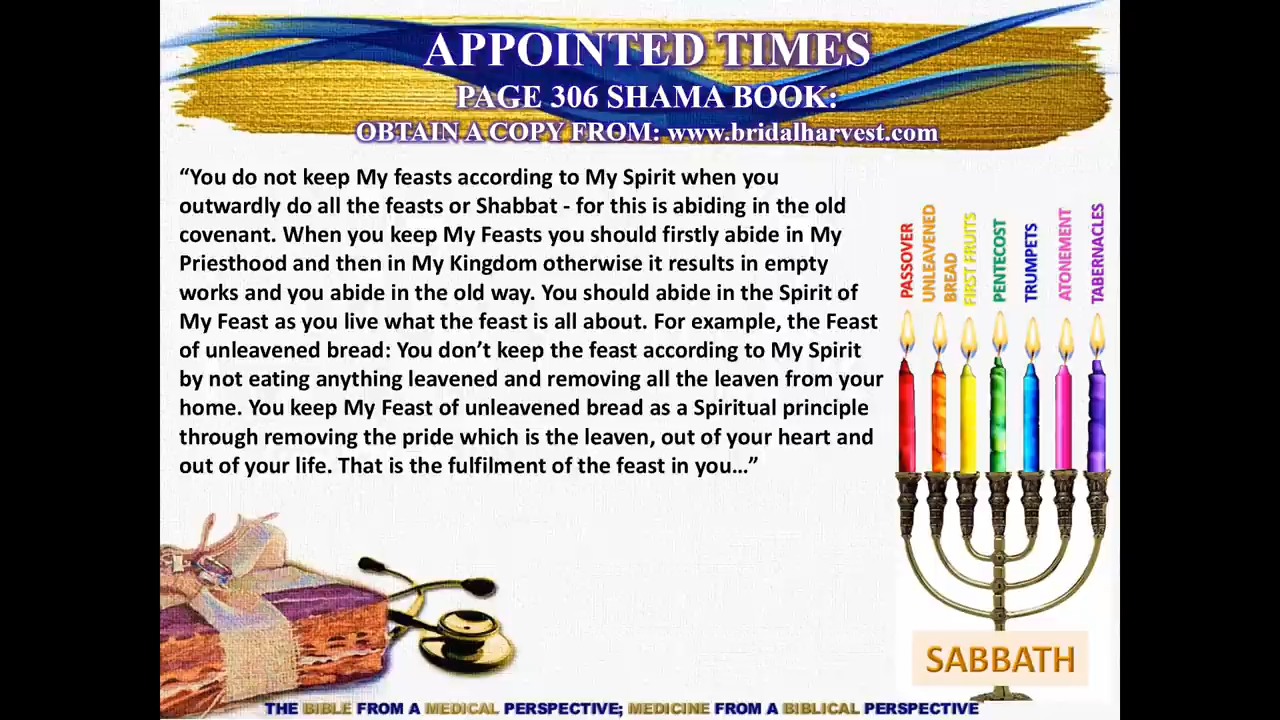 APPOINTED TIMES
PAGE 306 SHAMA BOOK:
OBTAIN A COPY FROM: www.bridalharvest.com
“You do not keep My feasts according to My Spirit when you
outwardly do all the feasts or Shabbat - for this is abiding in the old
covenant. When you keep My Feasts you should firstly abide in My
Priesthood and then in My Kingdom otherwise it results in empty
works and you abide in the old way. You should abide in the Spirit of
My Feast as you live what the feast is all about. For example, the Feast
of unleavened bread: You don’t keep the feast according to My Spirit
by not eating anything leavened and removing all the leaven from your
home. You keep My Feast of unleavened bread as a Spiritual principle
through removing the pride which is the leaven, out of your heart and
out of your life. That is the fulfilment of the feast in you…”
PASSOVER
UNLEAVENED
BREAD
FIRST FRUITS
PENTECOST
TRUMPETS
ATONEMENT
TABERNACLES
SABBATH
THE BIBLE FROM A MEDICAL PERSPECTIVE; MEDICINE FROM A BIBLICAL PERSPECTIVE